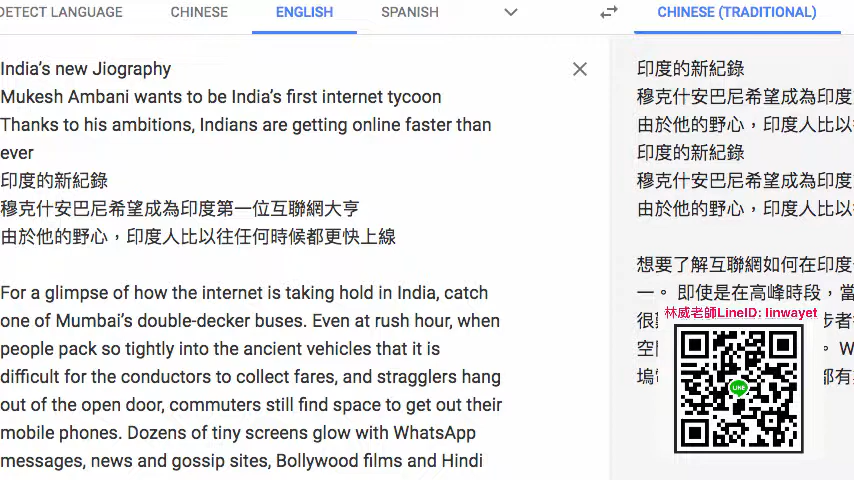 DETECT LANGUAGE CHINESE ENGLISH SPANISH CHINESE (TRADITIONAL)
India’s new Jiography
Mukesh Ambani wants to be India’s first internet tycoon
Thanks to his ambitions, Indians are getting online faster than
ever
印度的新紀錄
穆克什安巴尼希望成為印度第一位互聯網大亨
由於他的野心，印度人比以往任何時候都更快上線
For a glimpse of how the internet is taking hold in India, catch
one of Mumbai’s double-decker buses. Even at rush hour, when
people pack so tightly into the ancient vehicles that it is
difficult for the conductors to collect fares, and stragglers hang
out of the open door, commuters still find space to get out their
mobile phones. Dozens of tiny screens glow with WhatsApp
messages, news and gossip sites, Bollywood films and Hindi
印度的新紀錄
穆克什安巴尼希望成為印度
由於他的野心，印度人比以
印度的新紀錄
穆克什安巴尼希望成為印度
由於他的野心，印度人比以
想要了解互聯網如何在印度
一。 即使是在高峰時段，當
很 步者
空 。 W
塢 都有
林威老師LineID: linwayet
LINE